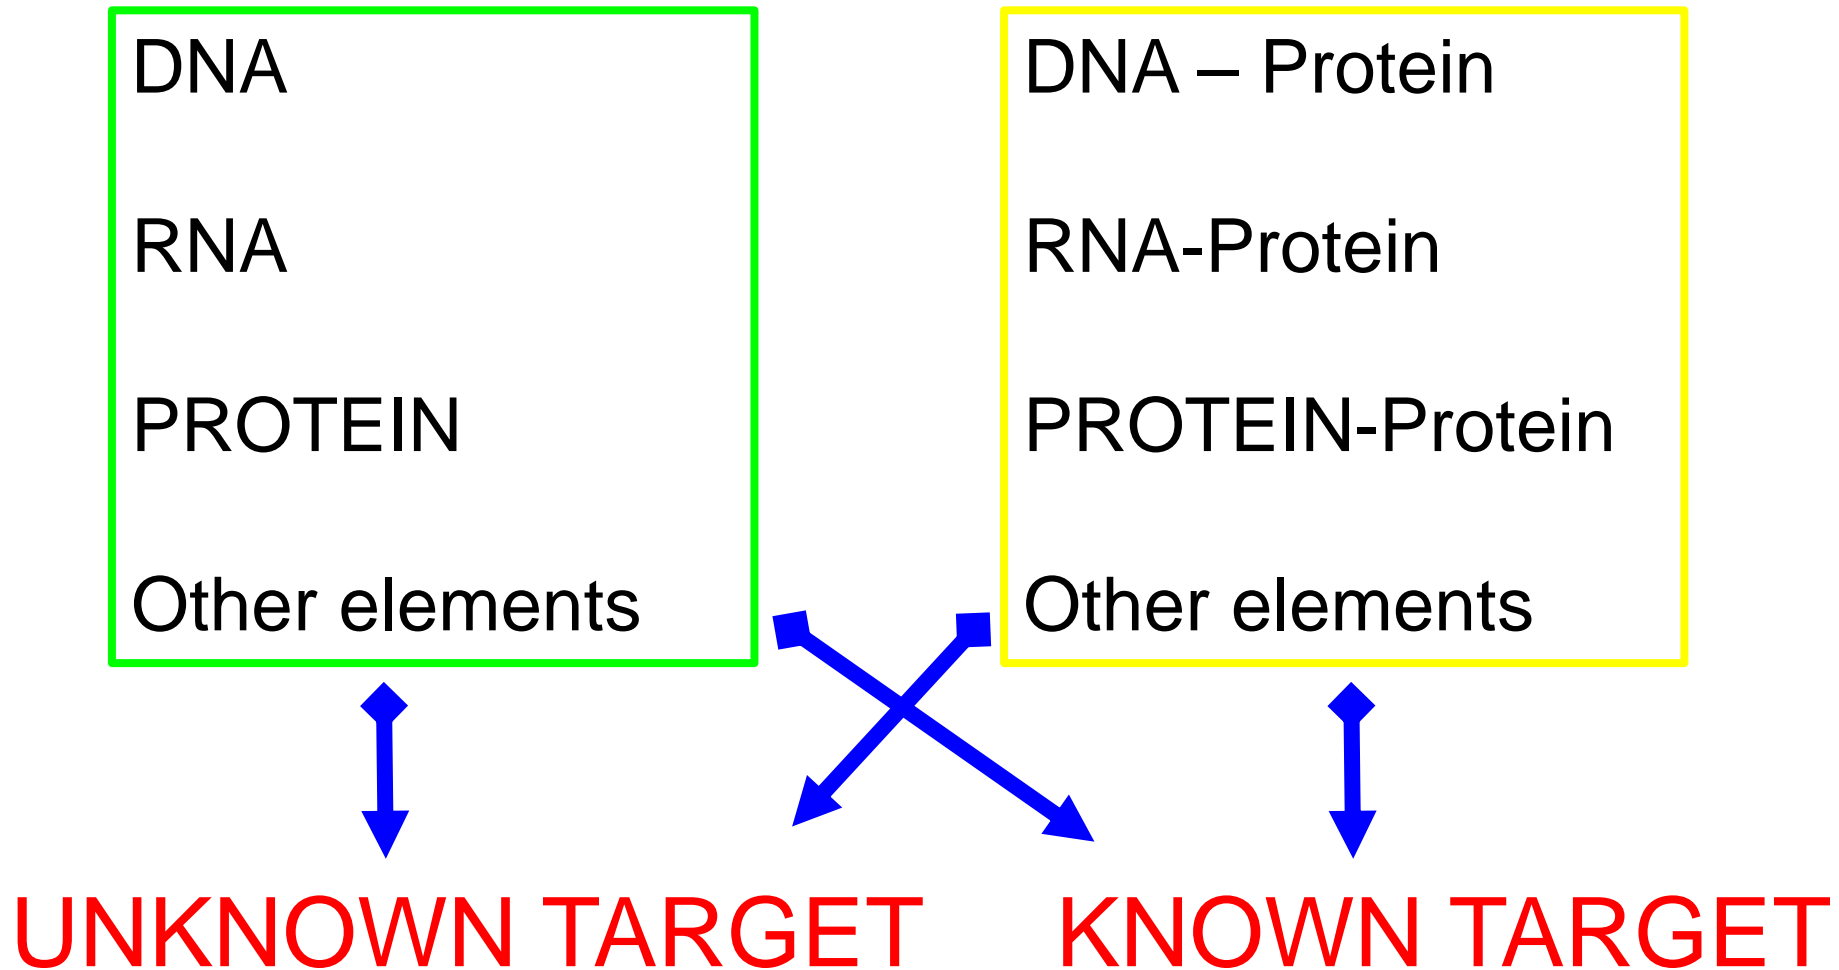 DNA
RNA
PROTEIN
Other elements
DNA – Protein
RNA-Protein
PROTEIN-Protein
Other elements
UNKNOWN TARGET
KNOWN TARGET